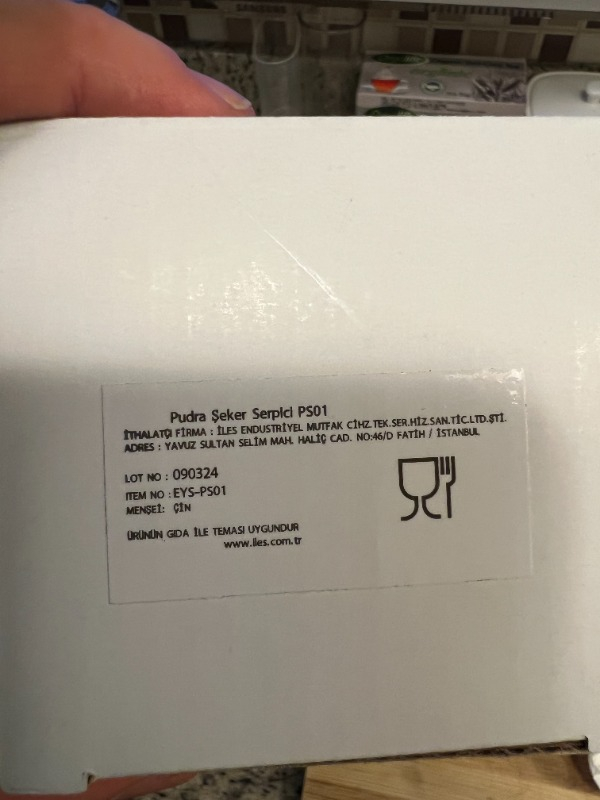 SAMSUNG
Pudra Şeker Serpici PS01
İTHALATÇI FİRMA : İLES ENDUSTRİYEL MUTFAK CİHZ.TEK.SER.HİZ.SAN.TİC.LTD.ŞTİ.
ADRES : YAVUZ SULTAN SELİM MAH. HALİÇ CAD. NO:46/D FATİH / İSTANBUL
LOT NO : 090324
ITEM NO : EYS-PS01
MENŞEİ: ÇİN
ÜRÜNÜN GIDA İLE TEMASI UYGUNDUR
www.iles.com.tr